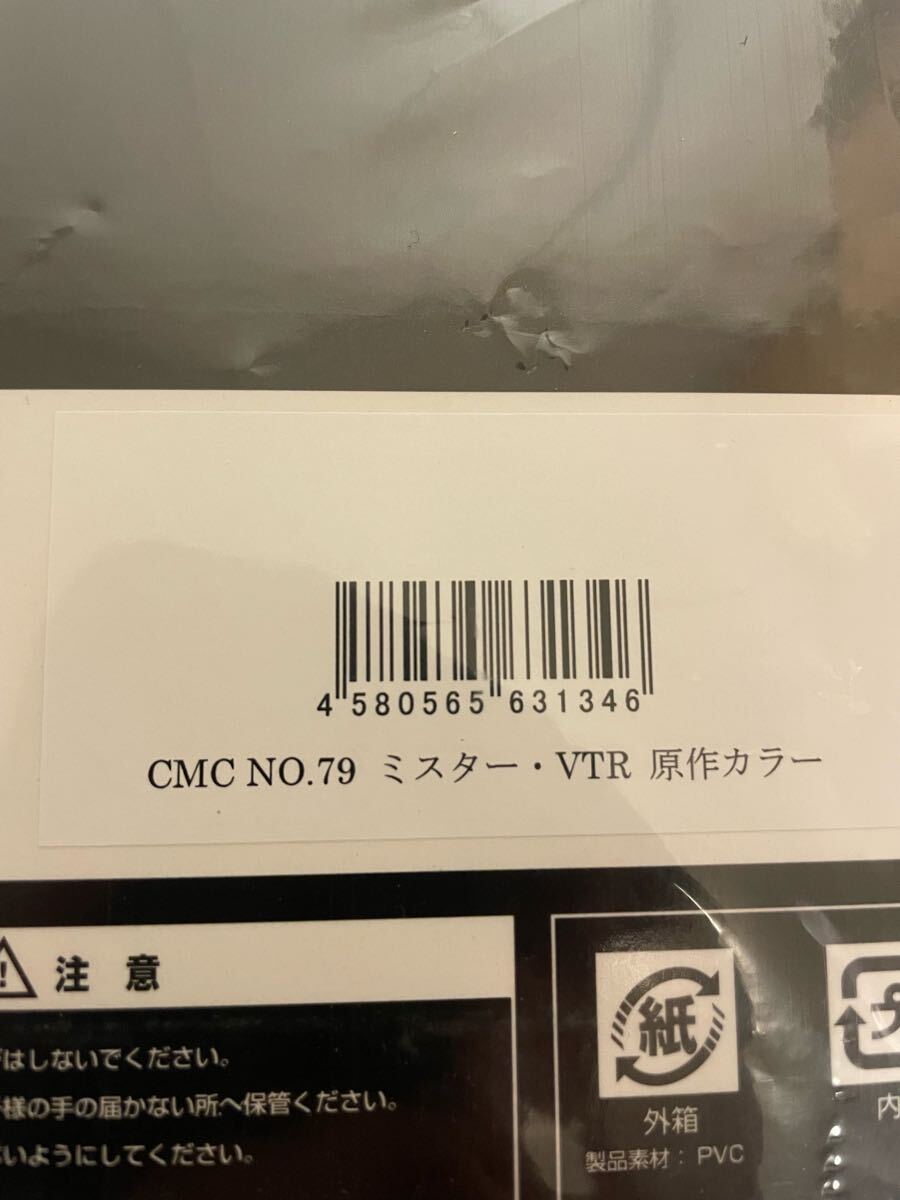 4 580565 631346
CMC NO.79 ミスター・VTR 原作カラー
注 意
はしないでください。
様の手の届かない所へ保管ください。
いようにしてください。
紙
外箱
製品素材：PVC
プ
内